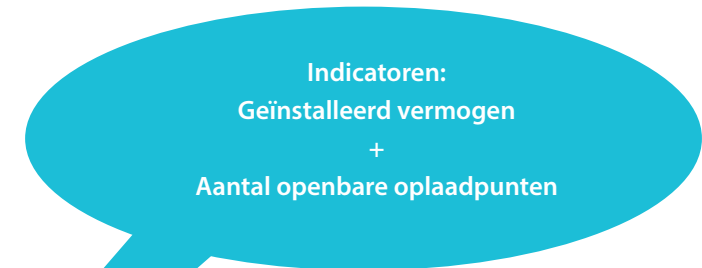 Indicatoren:
Geïnstalleerd vermogen
+
Aantal openbare oplaadpunten